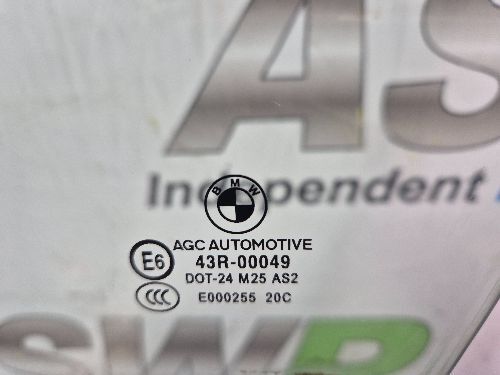 AS
Independent
BMW
AGC AUTOMOTIVE
E6 43R-00049
DOT-24 M25 AS2
CCC E000255 20C
SWP